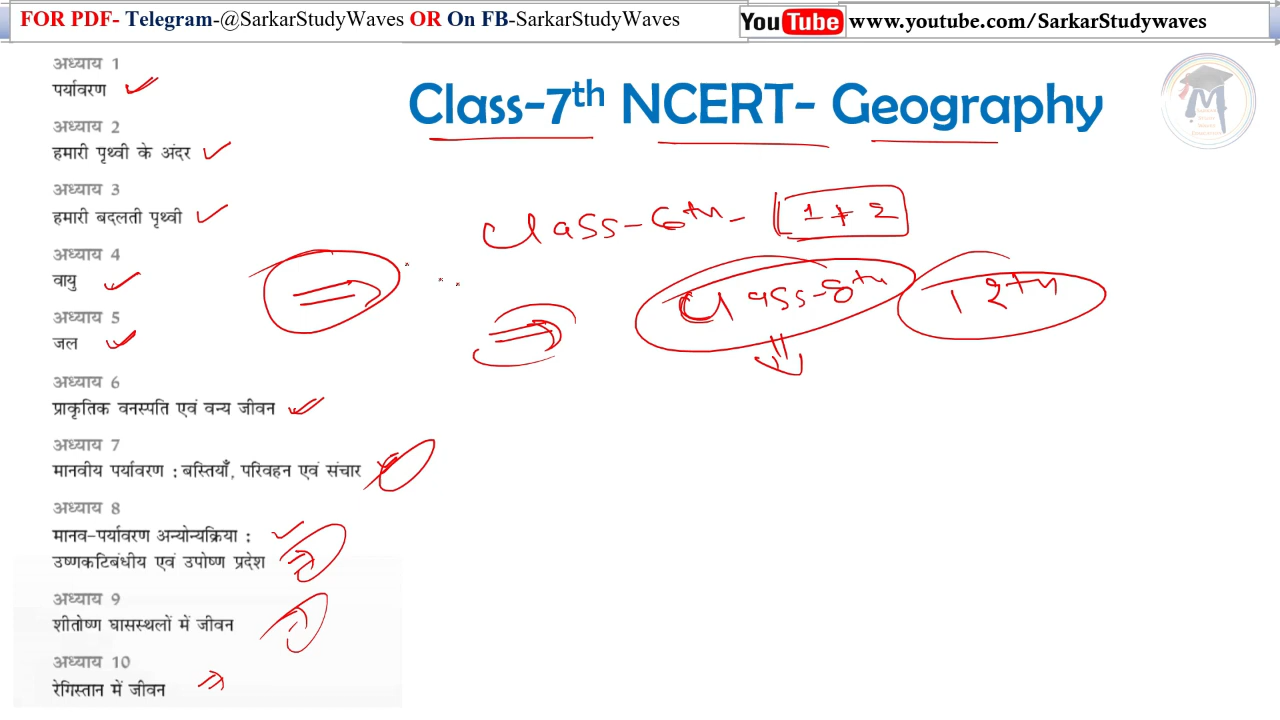 FOR PDF- Telegram-@SarkarStudyWaves OR On FB-SarkarStudyWaves
YouTube www.youtube.com/SarkarStudywaves
Class-7th NCERT- Geography
अध्याय 1
पर्यावरण
अध्याय 2
हमारी पृथ्वी के अंदर
अध्याय 3
हमारी बदलती पृथ्वी
अध्याय 4
वायु
अध्याय 5
जल
अध्याय 6
प्राकृतिक वनस्पति एवं वन्य जीवन
अध्याय 7
मानवीय पर्यावरण : बस्तियाँ, परिवहन एवं संचार
अध्याय 8
मानव-पर्यावरण अन्योन्यक्रिया :
उष्णकटिबंधीय एवं उपोष्ण प्रदेश
अध्याय 9
शीतोष्ण घासस्थलों में जीवन
अध्याय 10
रेगिस्तान में जीवन
Class-6th - 1+2
Class-8th 12th